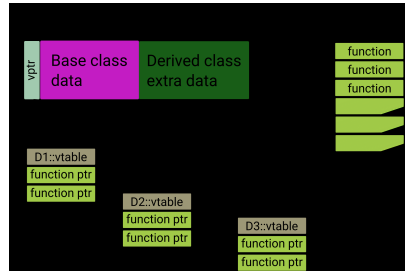 vptr
Base class
data
Derived class
extra data
function
function
function
D1::vtable
function ptr
function ptr
D2::vtable
function ptr
function ptr
D3::vtable
function ptr
function ptr